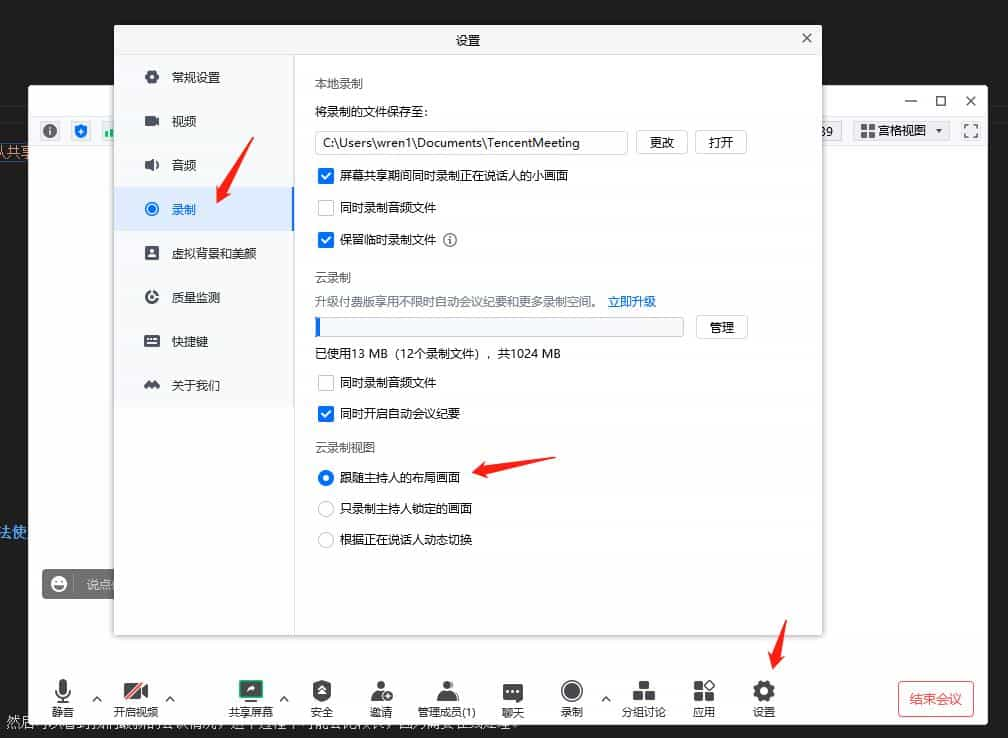 设置
常规设置
视频
音频
录制
虚拟背景和美颜
质量监测
快捷键
关于我们
本地录制
将录制的文件保存至:
C:\Users\wren1\Documents\TencentMeeting
更改
打开
屏幕共享期间同时录制正在说话人的小画面
同时录制音频文件
保留临时录制文件
云录制
升级付费版享用不限时自动会议纪要和更多录制空间。 立即升级
管理
已使用13 MB（12个录制文件），共1024 MB
同时录制音频文件
同时开启自动会议纪要
云录制视图
跟随主持人的布局画面
只录制主持人锁定的画面
根据正在说话人动态切换
39
宫格视图
法使
说点
静音
开启视频
共享屏幕
安全
邀请
管理成员(1)
聊天
录制
分组讨论
应用
设置
结束会议